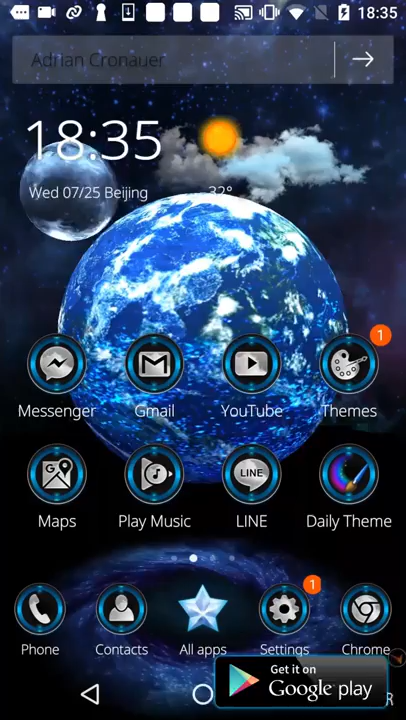 18:35
Adrian Cronauer
18:35
Wed 07/25 Beijing
32°
1
Messenger
Gmail
YouTube
Themes
G
LINE
Maps
Play Music
LINE
Daily Theme
1
Phone
Contacts
All apps
Settings
Chrome
Get it on
Google play
R